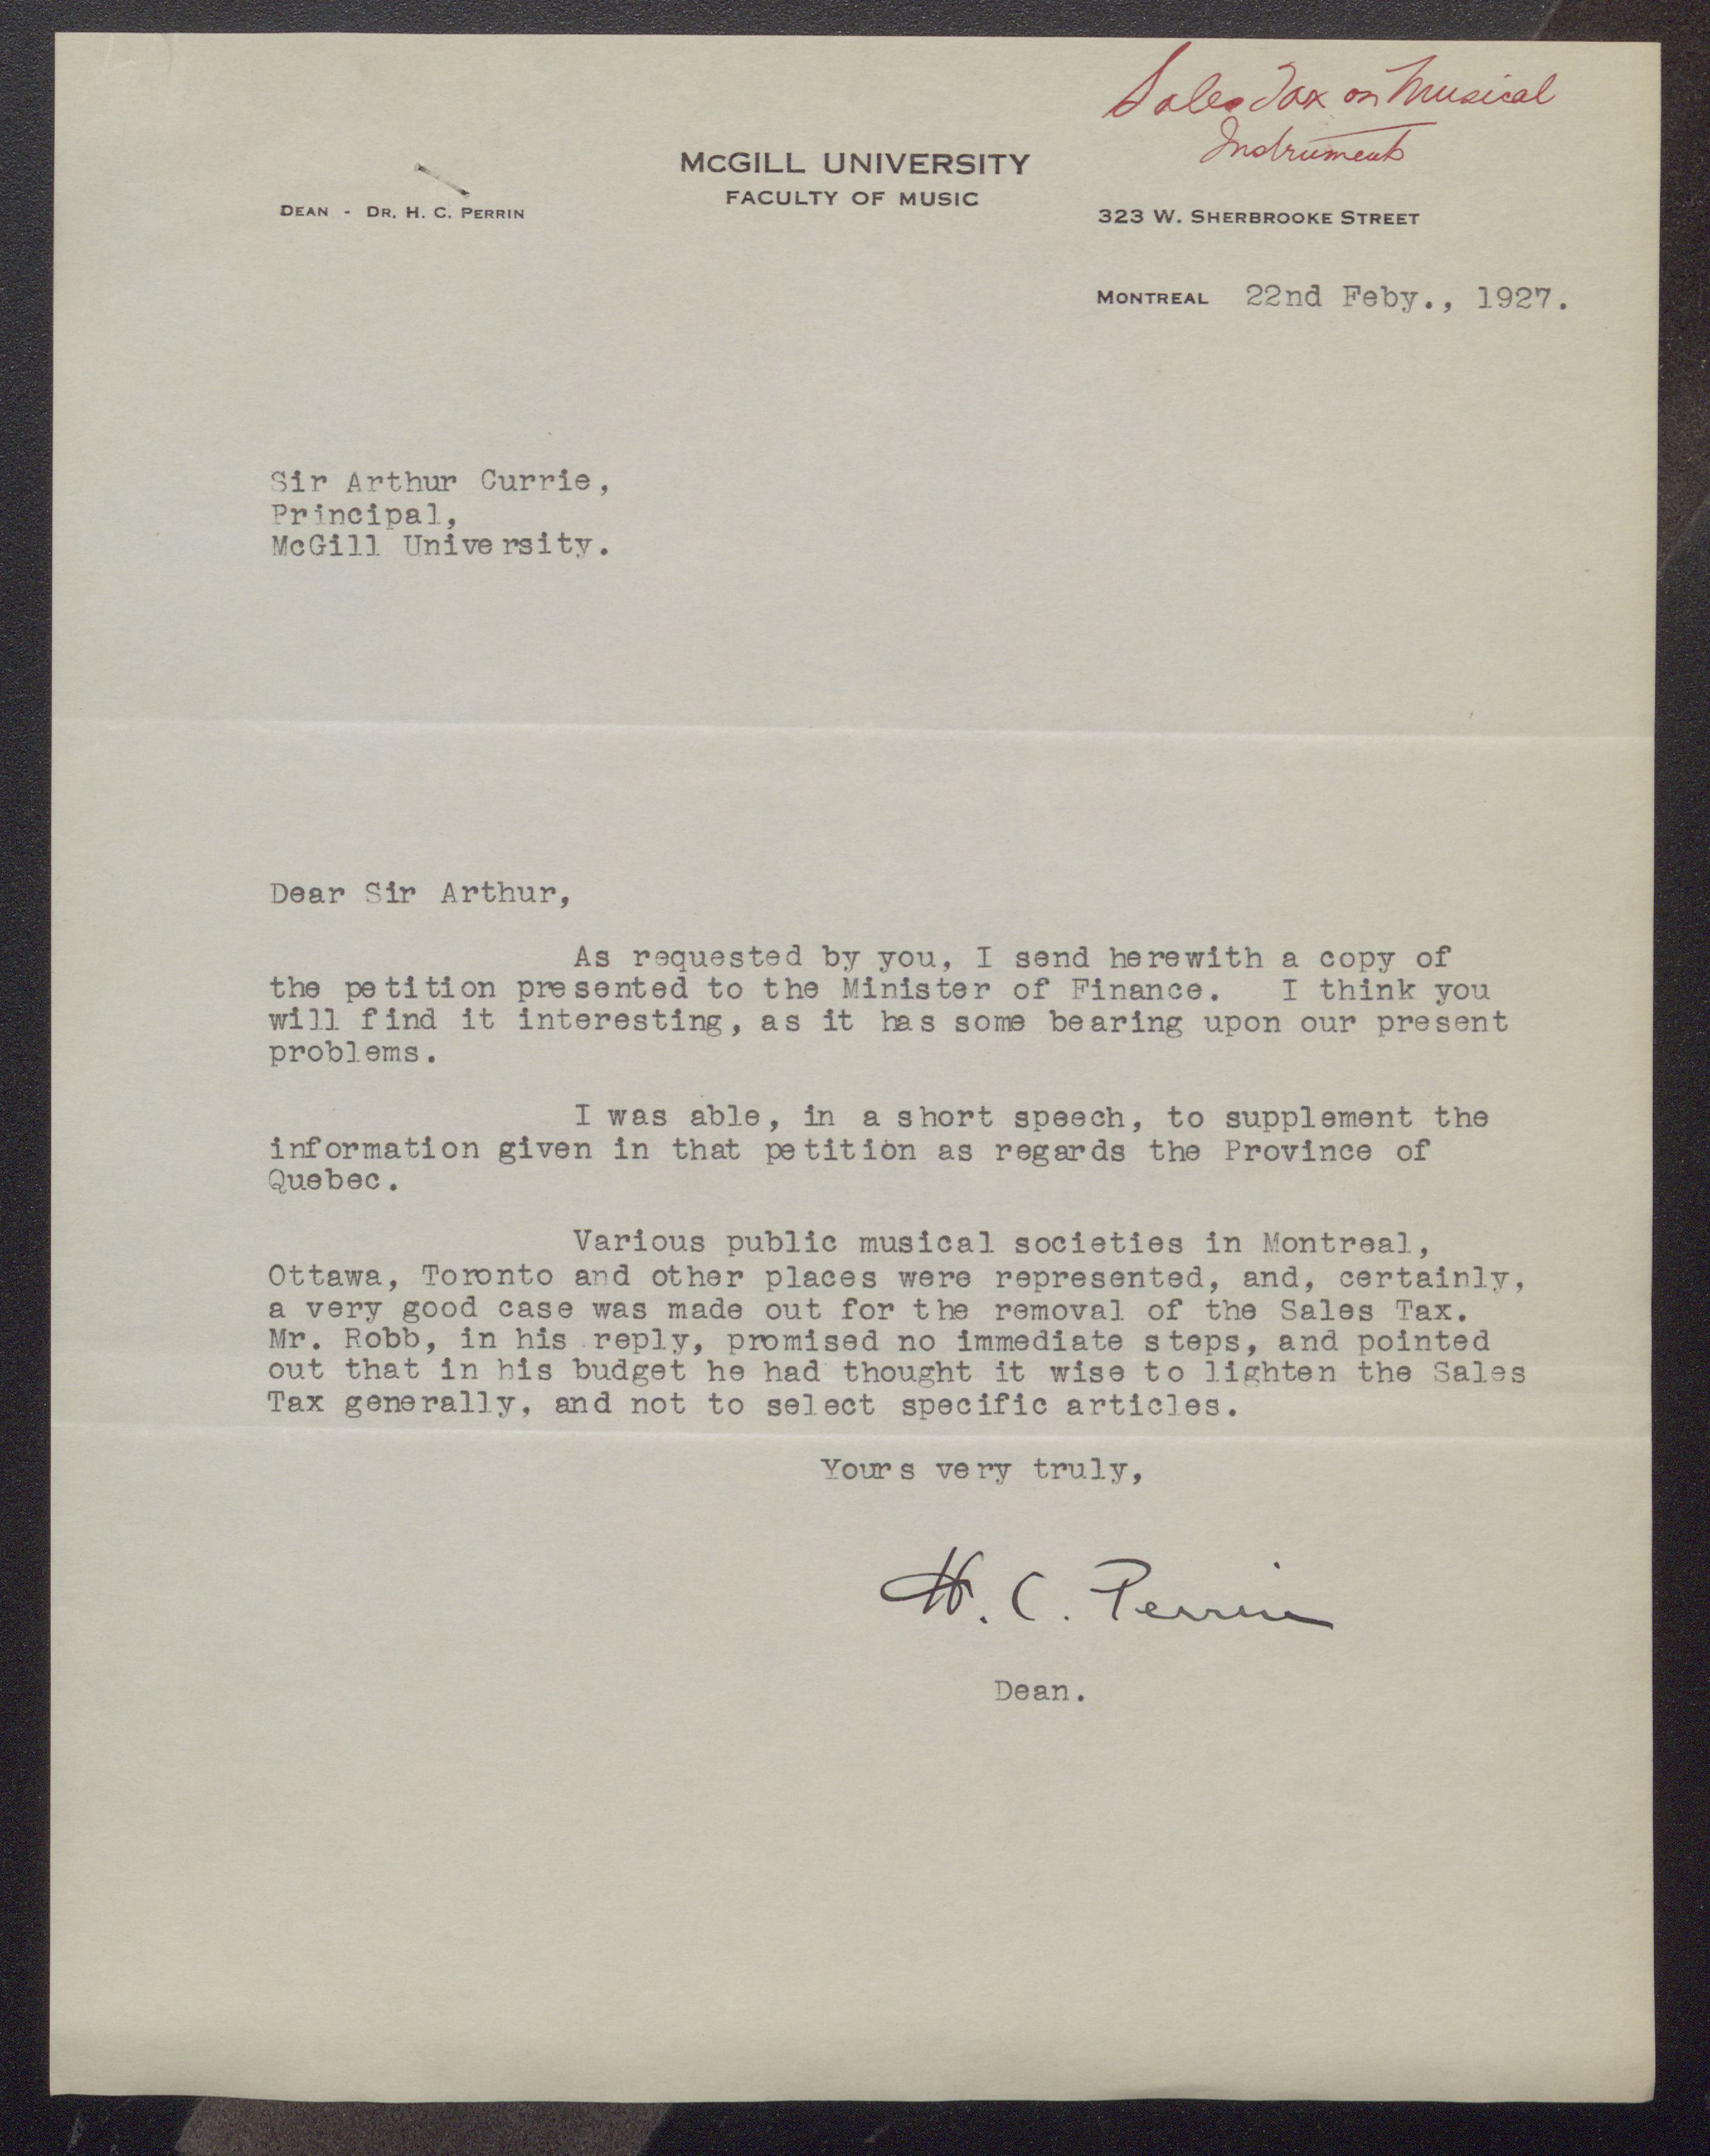 Sales Tax on Musical
Instruments
McGILL UNIVERSITY
FACULTY OF MUSIC
DEAN - DR. H. C. PERRIN
323 W. SHERBROOKE STREET
MONTREAL 22nd Feby., 1927.
Sir Arthur Currie,
Principal,
McGill University.
Dear Sir Arthur,
As requested by you, I send herewith a copy of
the petition presented to the Minister of Finance. I think you
will find it interesting, as it has some bearing upon our present
problems.
I was able, in a short speech, to supplement the
information given in that petition as regards the Province of
Quebec.
Various public musical societies in Montreal,
Ottawa, Toronto and other places were represented, and, certainly,
a very good case was made out for the removal of the Sales Tax.
Mr. Robb, in his reply, promised no immediate steps, and pointed
out that in his budget he had thought it wise to lighten the Sales
Tax generally, and not to select specific articles.
Yours very truly,
H. C. Perrin
Dean.